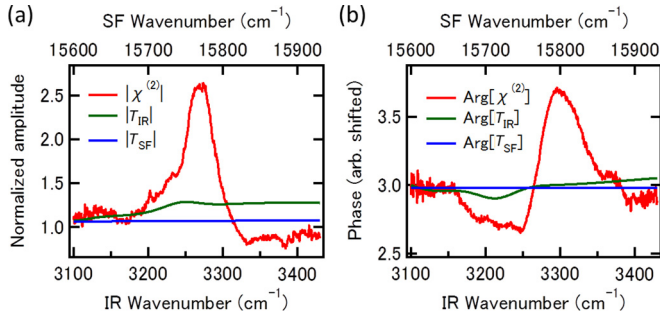 (a)
SF Wavenumber (cm⁻¹)
15600 15700 15800 15900
|χ⁽²⁾|
|T_IR|
|T_SF|
Normalized amplitude
2.5
2.0
1.5
1.0
3100 3200 3300 3400
IR Wavenumber (cm⁻¹)
(b)
SF Wavenumber (cm⁻¹)
15600 15700 15800 15900
Arg[χ⁽²⁾]
Arg[T_IR]
Arg[T_SF]
Phase (arb. shifted)
3.5
3.0
2.5
3100 3200 3300 3400
IR Wavenumber (cm⁻¹)